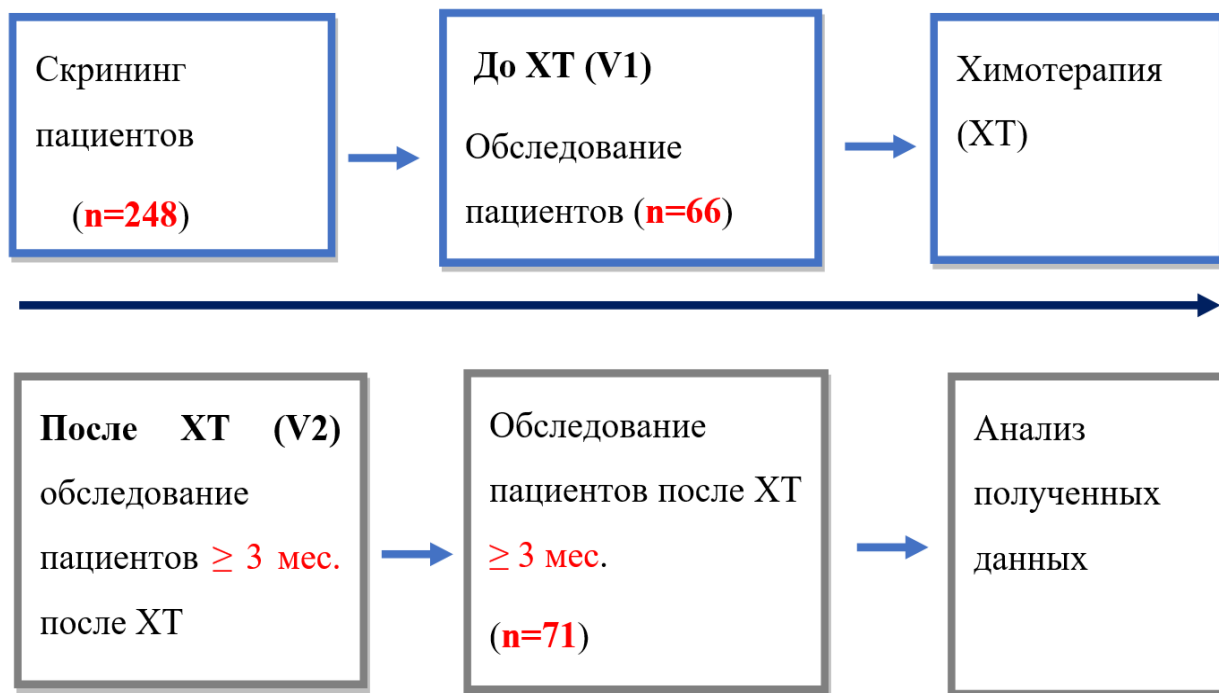 Скрининг
пациентов
(n=248)
До ХТ (V1)
Обследование
пациентов (n=66)
Химотерапия
(ХТ)
После ХТ (V2)
обследование
пациентов ≥ 3 мес.
после ХТ
Обследование
пациентов после ХТ
≥ 3 мес.
(n=71)
Анализ
полученных
данных